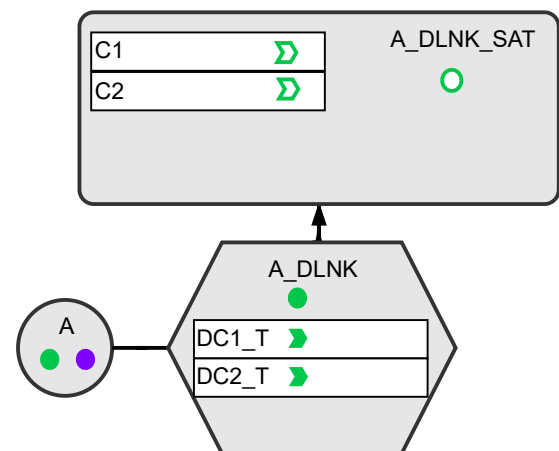 C1
A_DLNK_SAT
C2
A_DLNK
A
DC1_T
DC2_T